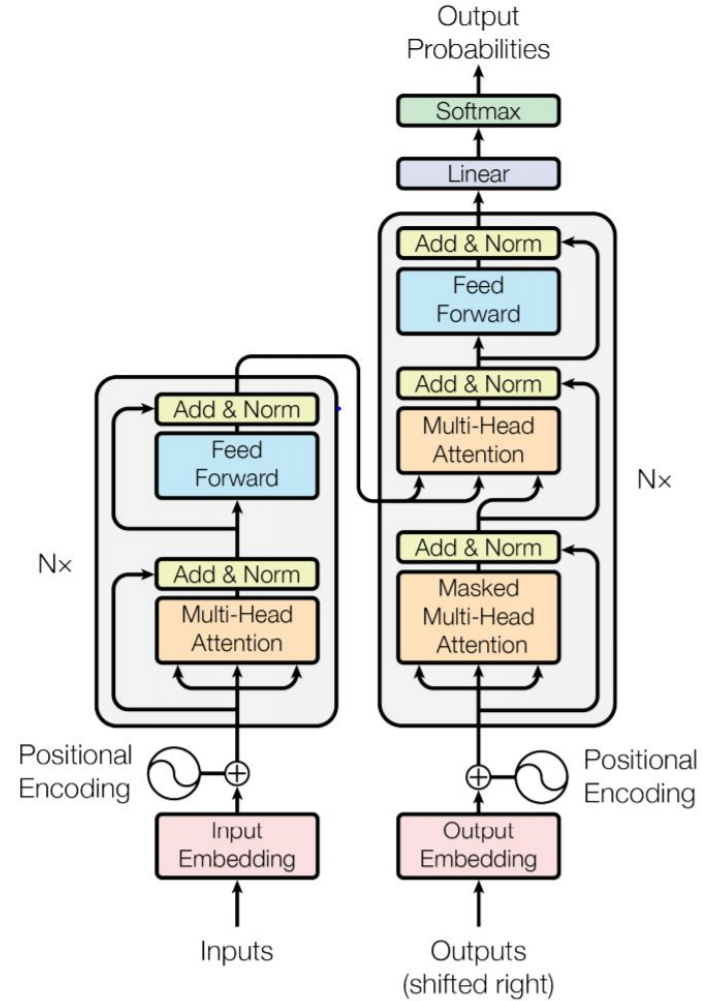 Output
Probabilities
Softmax
Linear
Add & Norm
Feed
Forward
Add & Norm
Multi-Head
Attention
Add & Norm
Masked
Multi-Head
Attention
Nx
Add & Norm
Feed
Forward
Add & Norm
Multi-Head
Attention
Nx
Positional
Encoding
Positional
Encoding
Input
Embedding
Output
Embedding
Inputs
Outputs
(shifted right)